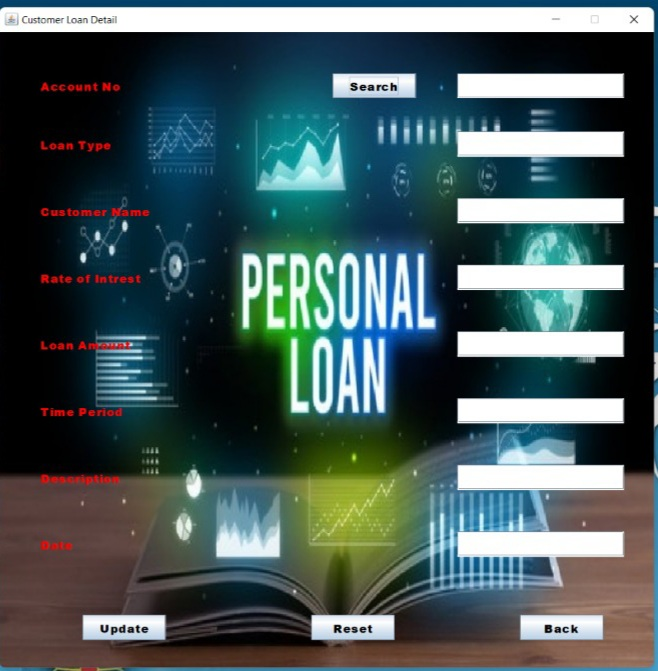 Customer Loan Detail
Account No
Search
Loan Type
Customer Name
Rate of Intrest
PERSONAL
LOAN
Loan Amount
Time Period
Description
Date
Update
Reset
Back